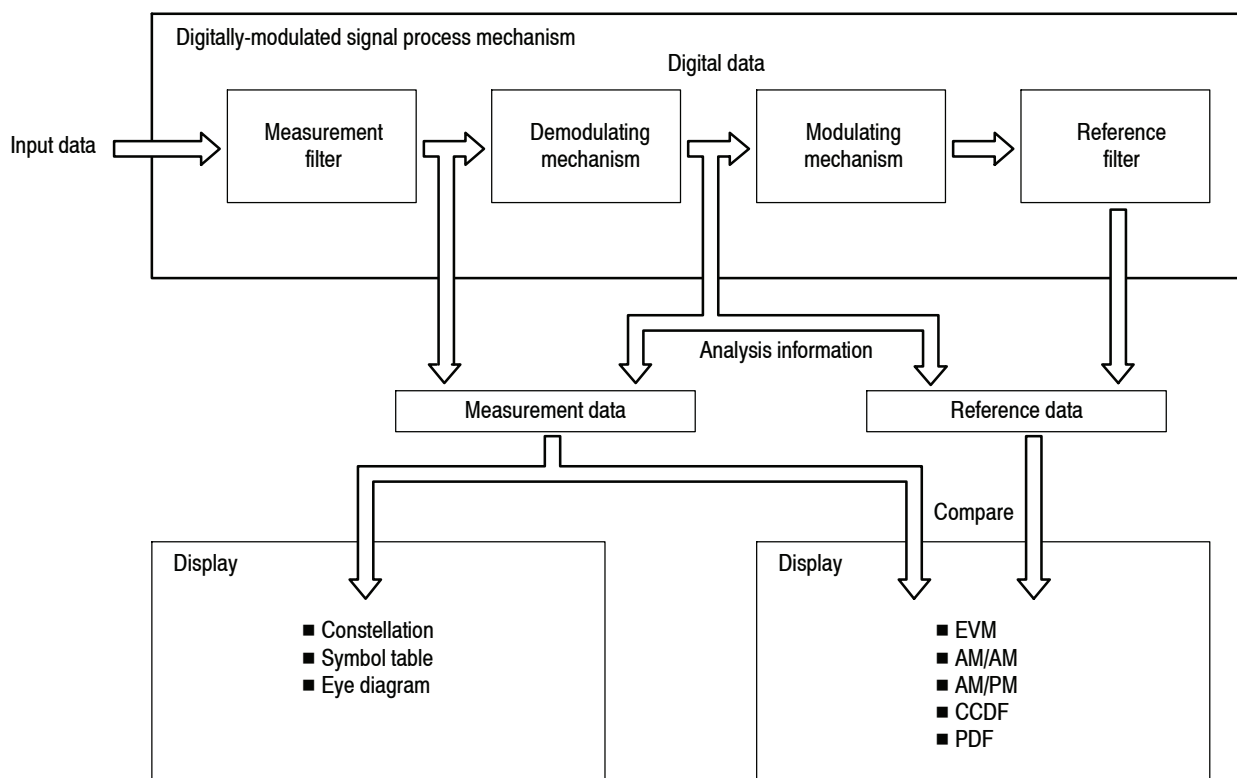 Digitally-modulated signal process mechanism
Digital data
Input data
Measurement
filter
Demodulating
mechanism
Modulating
mechanism
Reference
filter
Analysis information
Measurement data
Reference data
Compare
Display
■ Constellation
■ Symbol table
■ Eye diagram
Display
■ EVM
■ AM/AM
■ AM/PM
■ CCDF
■ PDF